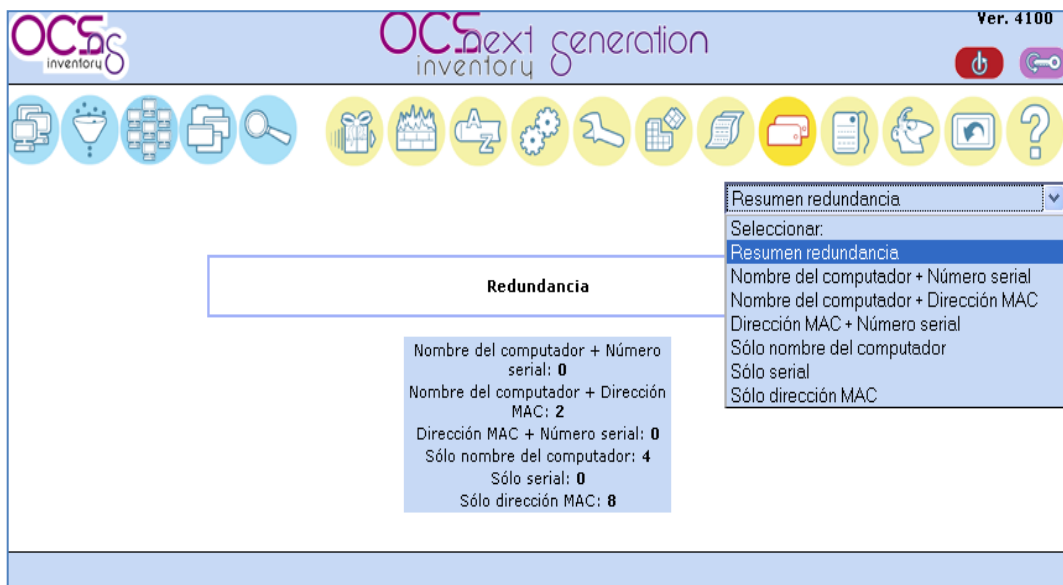 OCSng
inventory
OCSnext generation
inventory
Ver. 4100
A
Z
?
Resumen redundancia
Seleccionar:
Resumen redundancia
Nombre del computador + Número serial
Nombre del computador + Dirección MAC
Dirección MAC + Número serial
Sólo nombre del computador
Sólo serial
Sólo dirección MAC
Redundancia
Nombre del computador + Número
serial: 0
Nombre del computador + Dirección
MAC: 2
Dirección MAC + Número serial: 0
Sólo nombre del computador: 4
Sólo serial: 0
Sólo dirección MAC: 8